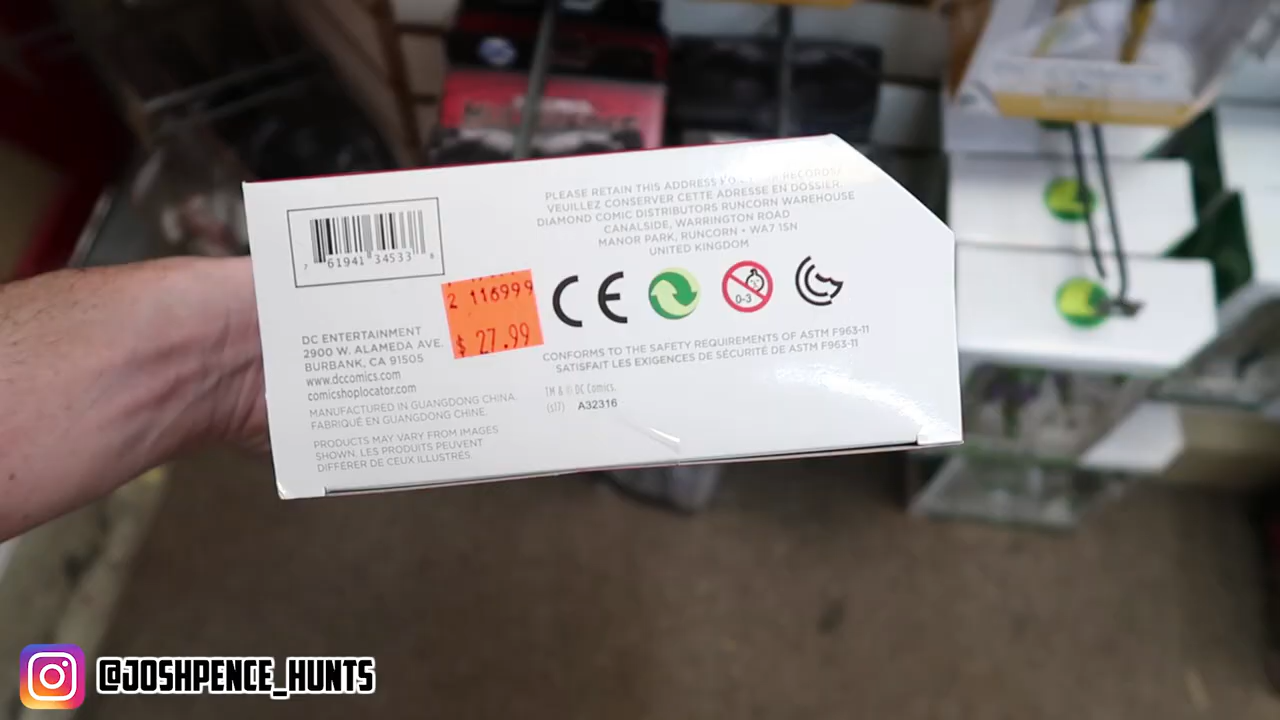 PLEASE RETAIN THIS ADDRESS RECORDS
VEUILLEZ CONSERVER CETTE ADRESSE EN DOSSIER.
DIAMOND COMIC DISTRIBUTORS RUNCORN WAREHOUSE
CANALSIDE, WARRINGTON ROAD
MANOR PARK, RUNCORN • WA7 1SN
UNITED KINGDOM
7 61941 34533 8
2 116999
$ 27.99
CE
0-3
DC ENTERTAINMENT
2900 W. ALAMEDA AVE.
BURBANK, CA 91505
www.dccomics.com
comicshoplocator.com
MANUFACTURED IN GUANGDONG CHINA.
FABRIQUÉ EN GUANGDONG CHINE.
PRODUCTS MAY VARY FROM IMAGES
SHOWN. LES PRODUITS PEUVENT
DIFFÉRER DE CEUX ILLUSTRÉS.
CONFORMS TO THE SAFETY REQUIREMENTS OF ASTM F963-11
SATISFAIT LES EXIGENCES DE SÉCURITÉ DE ASTM F963-11
TM & © DC Comics.
(s17) A32316
@JOSHPENCE_HUNTS